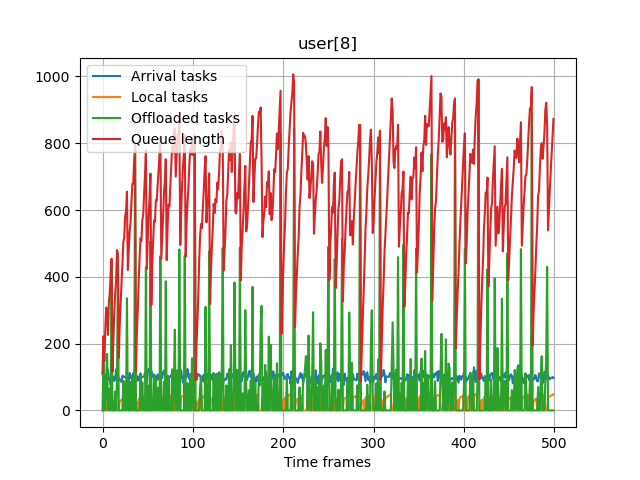 user[8]
Arrival tasks
Local tasks
Offloaded tasks
Queue length
1000
800
600
400
200
0
0 100 200 300 400 500
Time frames